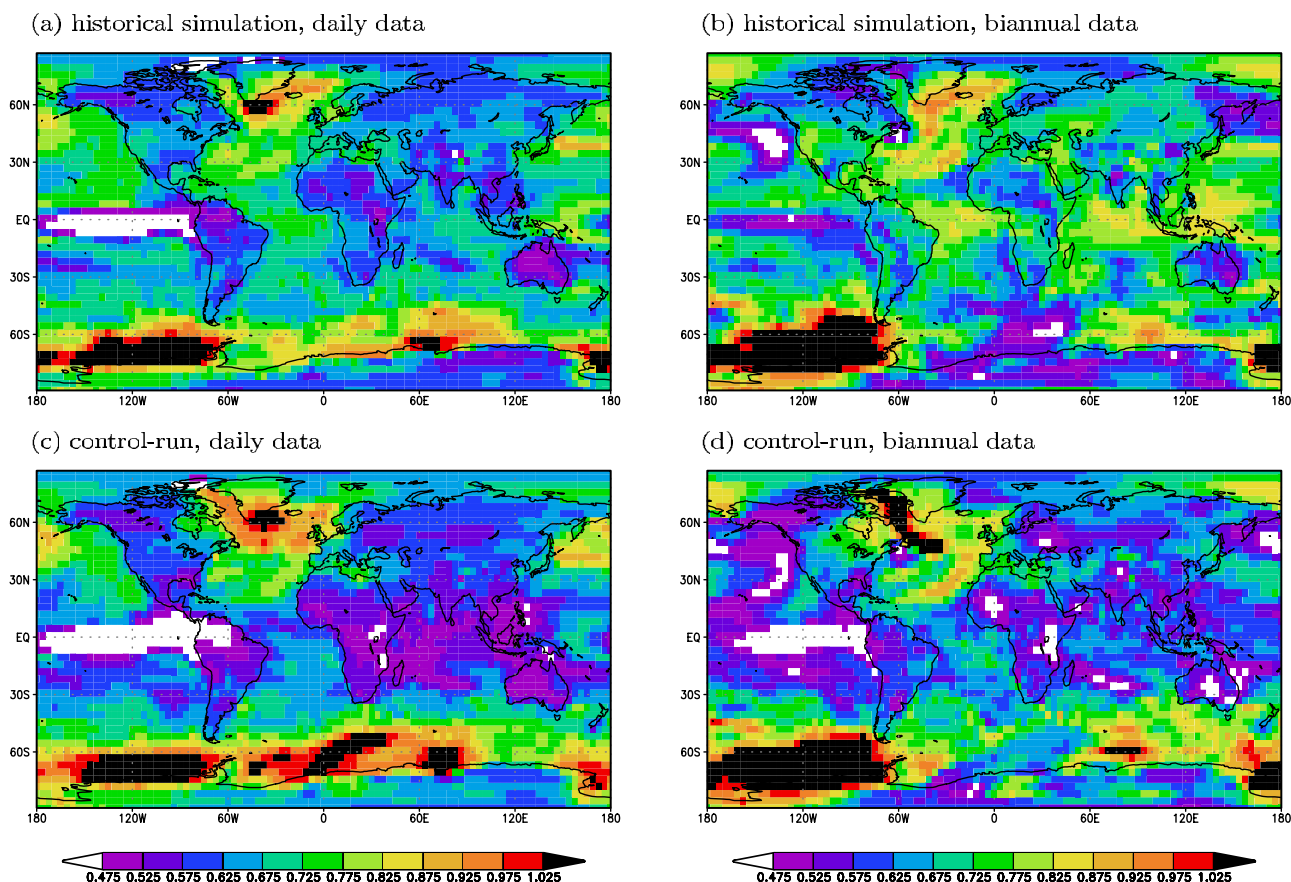 (a) historical simulation, daily data
(b) historical simulation, biannual data
60N
30N
EQ
30S
60S
180 120W 60W 0 60E 120E 180
60N
30N
EQ
30S
60S
180 120W 60W 0 60E 120E 180
(c) control-run, daily data
(d) control-run, biannual data
60N
30N
EQ
30S
60S
180 120W 60W 0 60E 120E 180
60N
30N
EQ
30S
60S
180 120W 60W 0 60E 120E 180
0.475 0.525 0.575 0.625 0.675 0.725 0.775 0.825 0.875 0.925 0.975 1.025
0.475 0.525 0.575 0.625 0.675 0.725 0.775 0.825 0.875 0.925 0.975 1.025